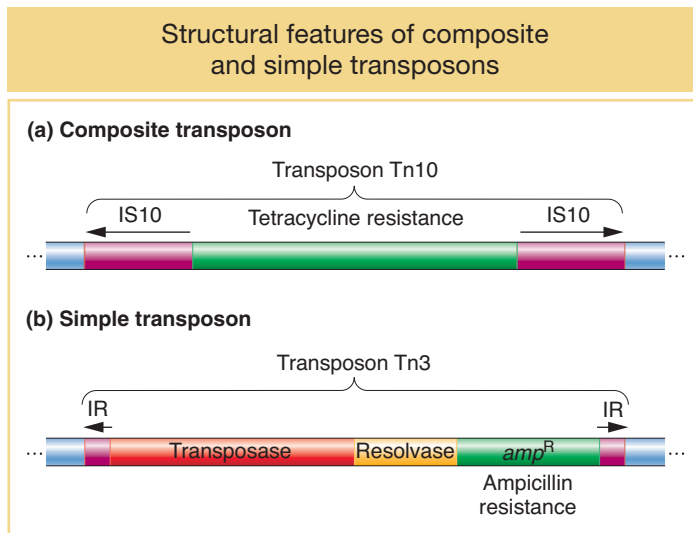 Structural features of composite
and simple transposons
(a) Composite transposon
Transposon Tn10
IS10 Tetracycline resistance IS10
... ...
(b) Simple transposon
Transposon Tn3
IR IR
... Transposase Resolvase amp^R ...
Ampicillin
resistance